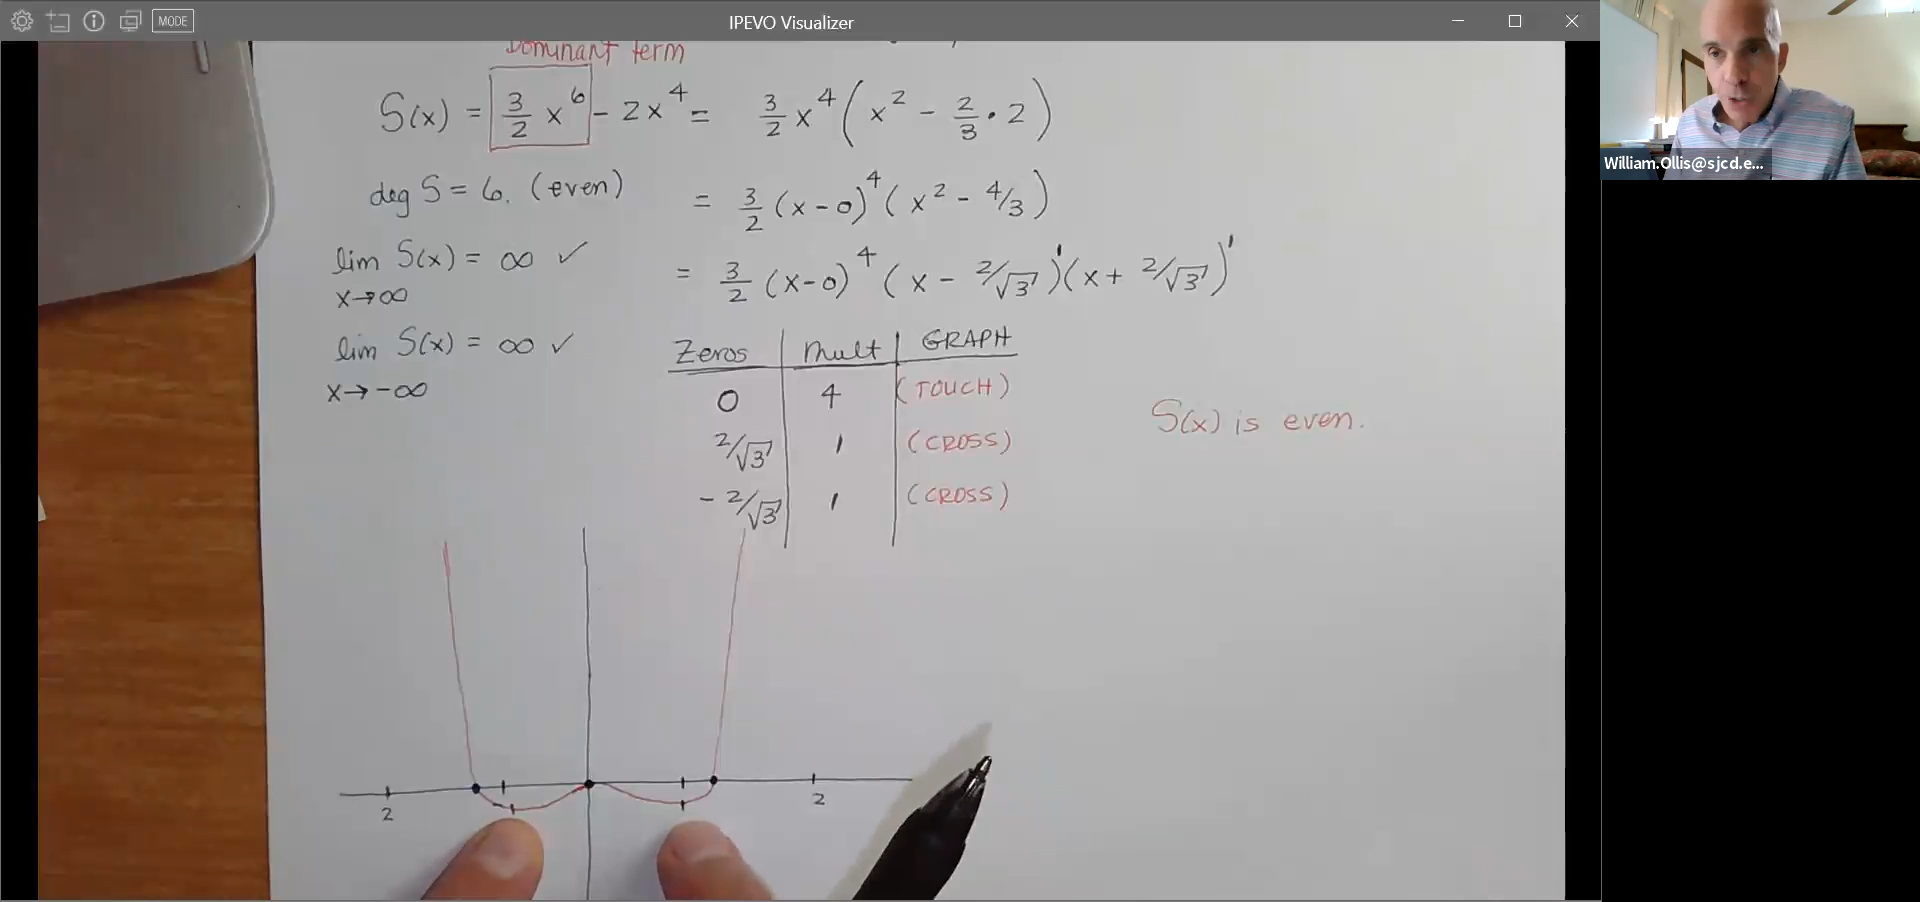 MODE
IPEVO Visualizer
William.Ollis@sjcd.e...
Dominant term
S(x) = 3/2 x^6 - 2x^4 = 3/2 x^4 (x^2 - 2/3 · 2)
deg S = 6. (even)
= 3/2 (x-0)^4 (x^2 - 4/3)
lim S(x) = ∞ ✓
x→∞
= 3/2 (x-0)^4 (x - 2/√3)^1 (x + 2/√3)^1
lim S(x) = ∞ ✓
x→-∞
Zeros | Mult | GRAPH
0 | 4 | (TOUCH)
2/√3 | 1 | (CROSS)
- 2/√3 | 1 | (CROSS)
S(x) is even.
2
2